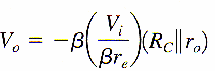 V_o = -β(V_i / βr_e)(R_C ∥ r_o)